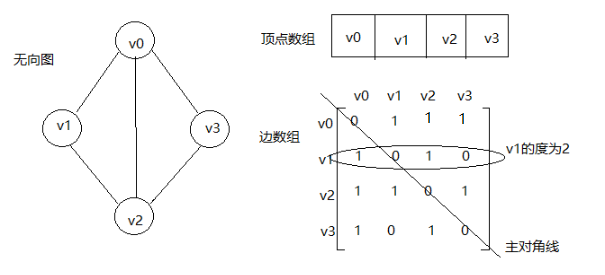 无向图
v0
v1
v3
v2
顶点数组
v0 v1 v2 v3
边数组
v0 v1 v2 v3
v0 0 1 1 1
v1 1 0 1 0
v1的度为2
v2 1 1 0 1
v3 1 0 1 0
主对角线